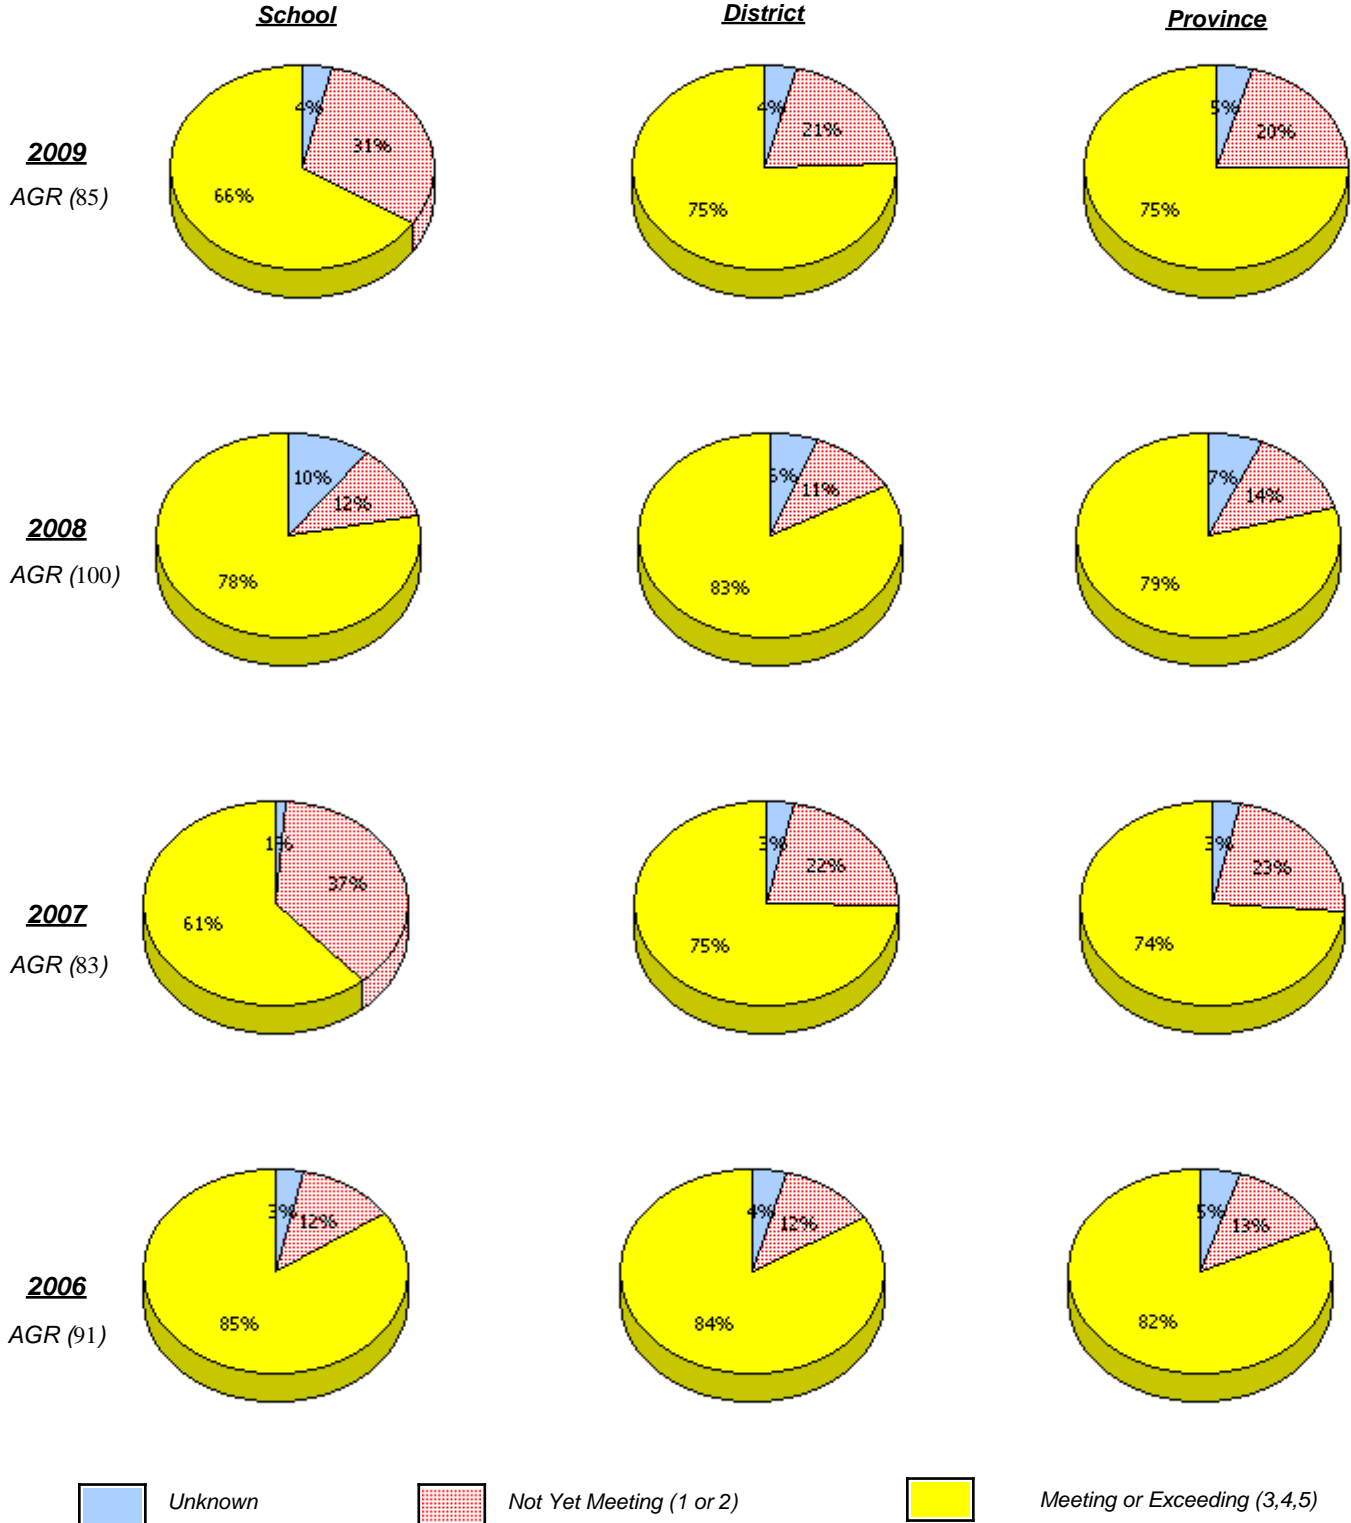 School District Province
4% 31% 66%
4% 21% 75%
5% 20% 75%
2009
AGR (85)
10% 12% 78%
11% 83%
7% 14% 79%
2008
AGR (100)
1% 37% 61%
3% 22% 75%
3% 23% 74%
2007
AGR (83)
3% 12% 85%
4% 12% 84%
5% 13% 82%
2006
AGR (91)
Unknown Not Yet Meeting (1 or 2) Meeting or Exceeding (3,4,5)